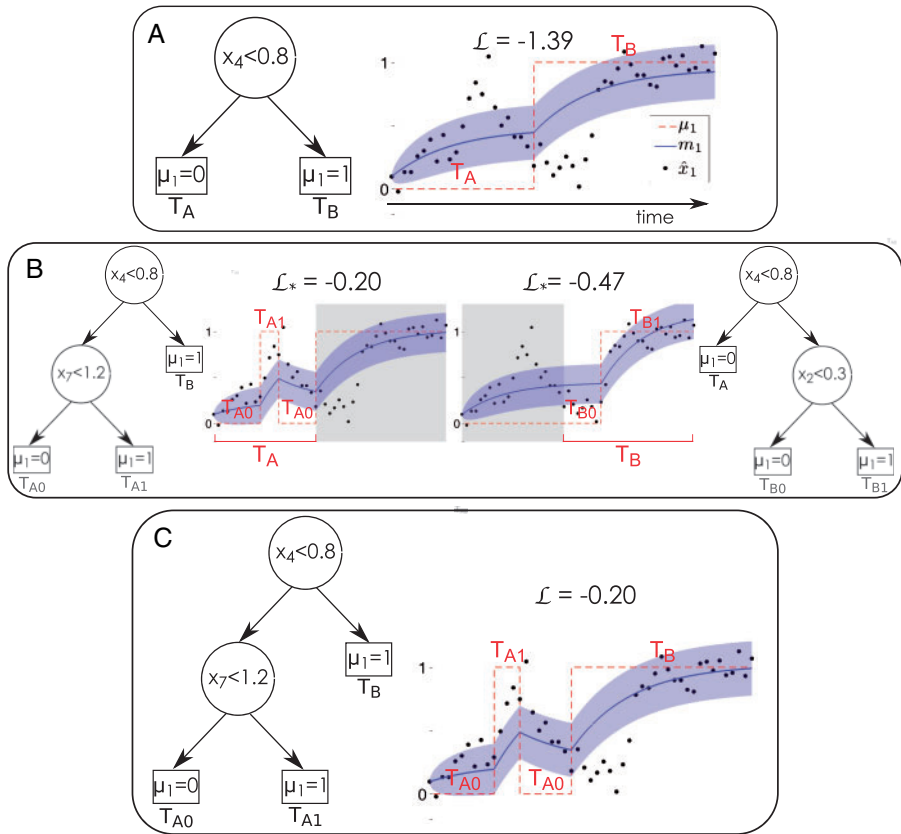 A
x4<0.8
μ1=0
TA
μ1=1
TB
ℒ = -1.39
1
0
TA
TB
μ1
m1
x̂1
time
B
x4<0.8
x7<1.2
μ1=1
TB
μ1=0
TA0
μ1=1
TA1
ℒ* = -0.20
1
0
TA1
TA0
TA0
TA
ℒ* = -0.47
1
0
TB1
TB0
TB
x4<0.8
μ1=0
TA
x2<0.3
μ1=0
TB0
μ1=1
TB1
C
x4<0.8
x7<1.2
μ1=1
TB
μ1=0
TA0
μ1=1
TA1
ℒ = -0.20
1
0
TA1
TB
TA0
TA0